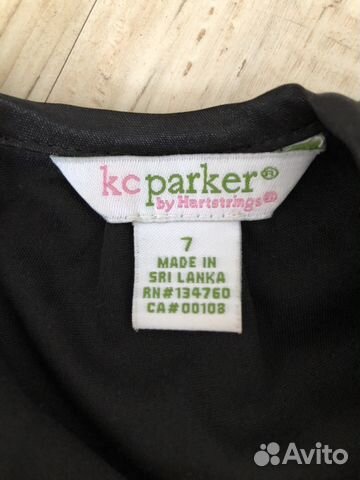 kcparker®
by Hartstrings®
7
MADE IN
SRI LANKA
RN#134760
CA#00108
Avito